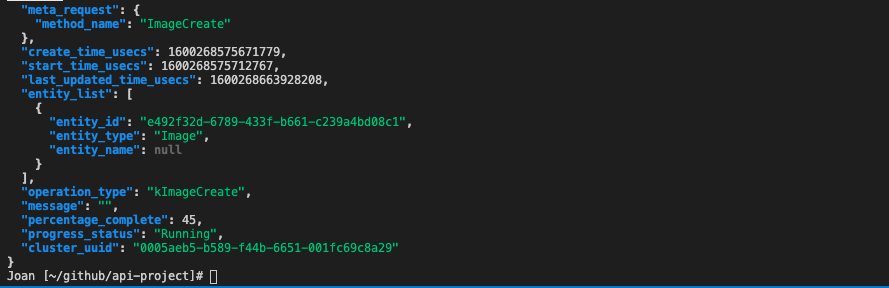 "meta_request": {
"method_name": "ImageCreate"
},
"create_time_usecs": 1600268575671779,
"start_time_usecs": 1600268575712767,
"last_updated_time_usecs": 1600268663928208,
"entity_list": [
{
"entity_id": "e492f32d-6789-433f-b661-c239a4bd08c1",
"entity_type": "Image",
"entity_name": null
}
],
"operation_type": "kImageCreate",
"message": "",
"percentage_complete": 45,
"progress_status": "Running",
"cluster_uuid": "0005aeb5-b589-f44b-6651-001fc69c8a29"
}
Joan [~/github/api-project]#